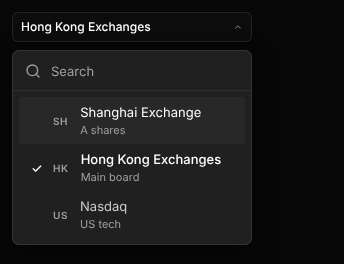 Hong Kong Exchanges
Search
SH Shanghai Exchange
A shares
HK Hong Kong Exchanges
Main board
US Nasdaq
US tech